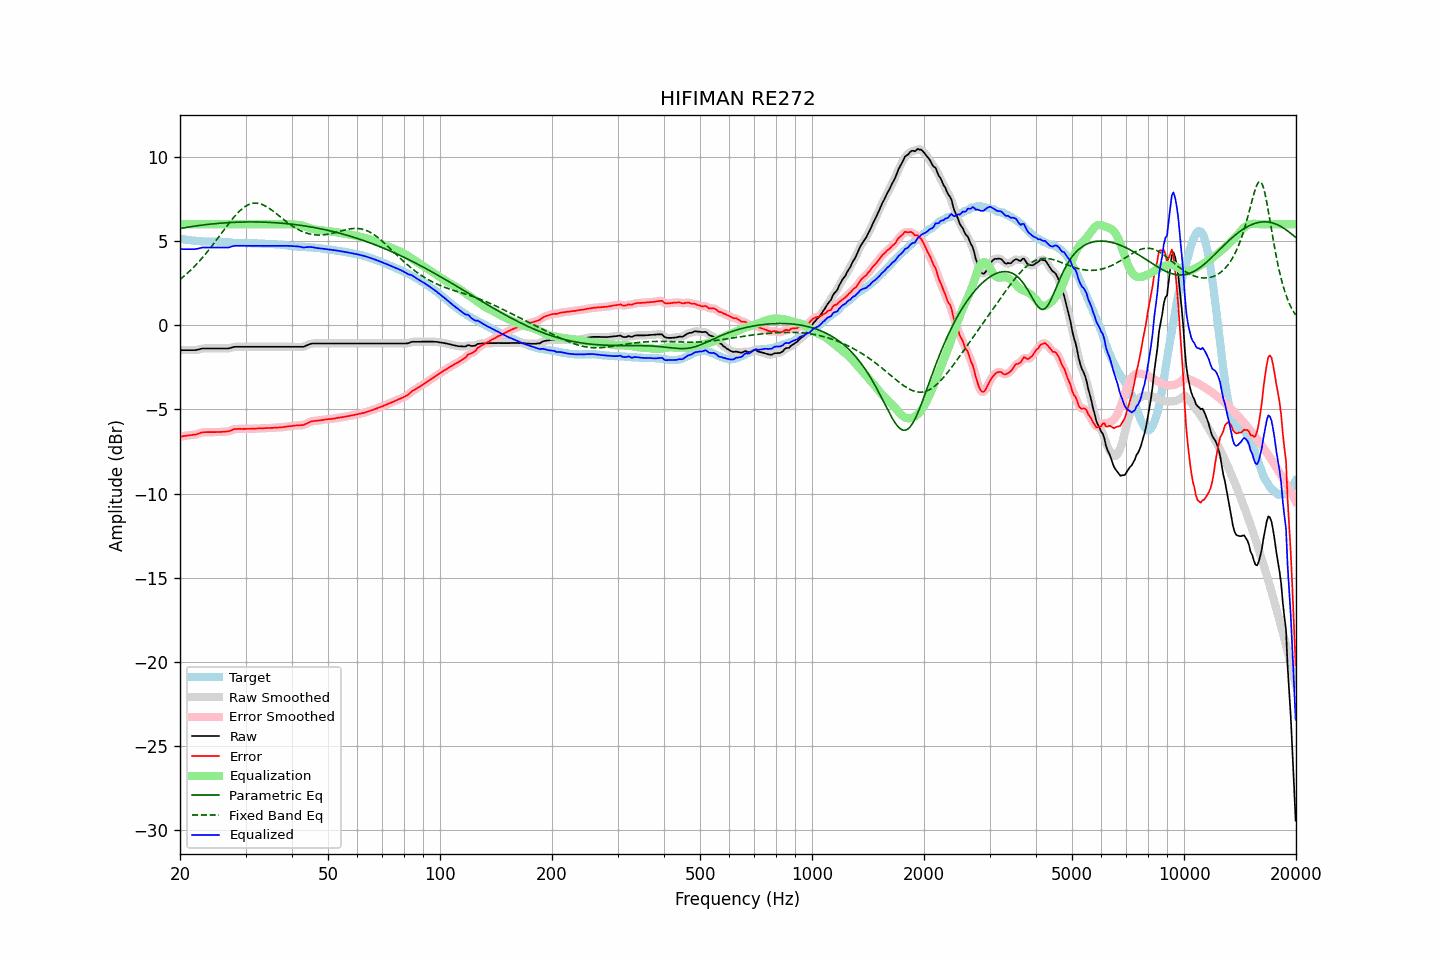 HIFIMAN RE272
Amplitude (dBr)
10
5
0
−5
−10
−15
−20
−25
−30
Target
Raw Smoothed
Error Smoothed
Raw
Error
Equalization
Parametric Eq
Fixed Band Eq
Equalized
20 50 100 200 500 1000 2000 5000 10000 20000
Frequency (Hz)